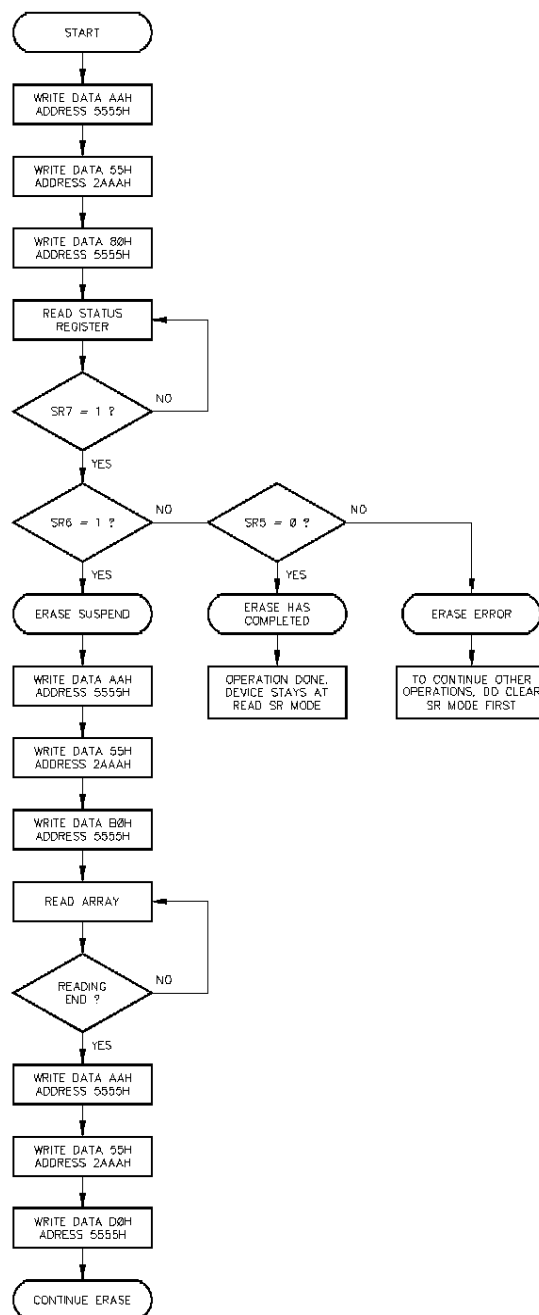 START
WRITE DATA AAH
ADDRESS 5555H
WRITE DATA 55H
ADDRESS 2AAAH
WRITE DATA 80H
ADDRESS 5555H
READ STATUS
REGISTER
SR7 = 1 ?
NO
YES
SR6 = 1 ?
NO
SR5 = 0 ?
NO
YES
YES
ERASE SUSPEND
ERASE HAS
COMPLETED
ERASE ERROR
WRITE DATA AAH
ADDRESS 5555H
OPERATION DONE,
DEVICE STAYS AT
READ SR MODE
TO CONTINUE OTHER
OPERATIONS, DO CLEAR
SR MODE FIRST
WRITE DATA 55H
ADDRESS 2AAAH
WRITE DATA B0H
ADDRESS 5555H
READ ARRAY
READING
END ?
NO
YES
WRITE DATA AAH
ADDRESS 5555H
WRITE DATA 55H
ADDRESS 2AAAH
WRITE DATA D0H
ADRESS 5555H
CONTINUE ERASE